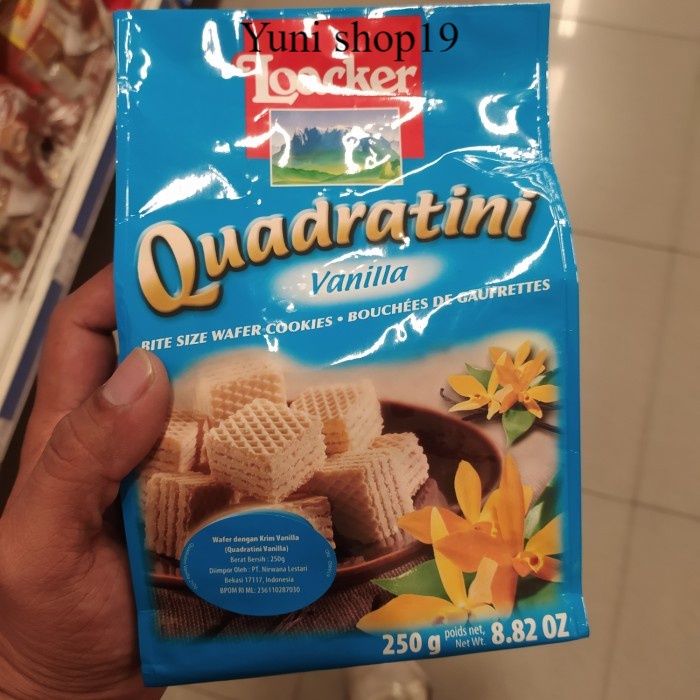 Yuni shop19
Loacker
Quadratini
Vanilla
BITE SIZE WAFER COOKIES • BOUCHÉES DE GAUFRETTES
Wafer dengan Krim Vanilla
(Quadratini Vanilla)
Berat Bersih : 250g
Diimpor Oleh : PT. Nirwana Lestari
Bekasi 17117, Indonesia
BPOM RI ML: 236110287030
250 g poids net, Net Wt. 8.82 OZ